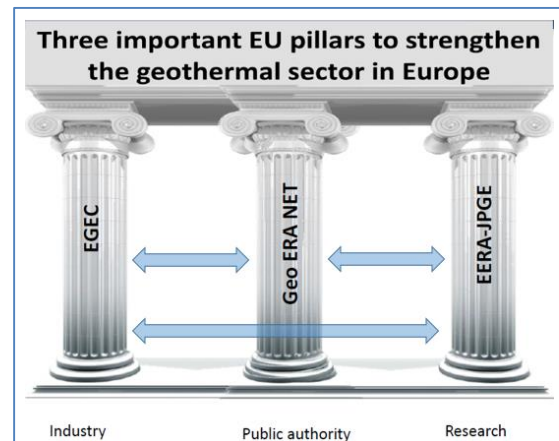 Three important EU pillars to strengthen
the geothermal sector in Europe
EGEC
Geo ERA NET
EERA-JPGE
Industry
Public authority
Research